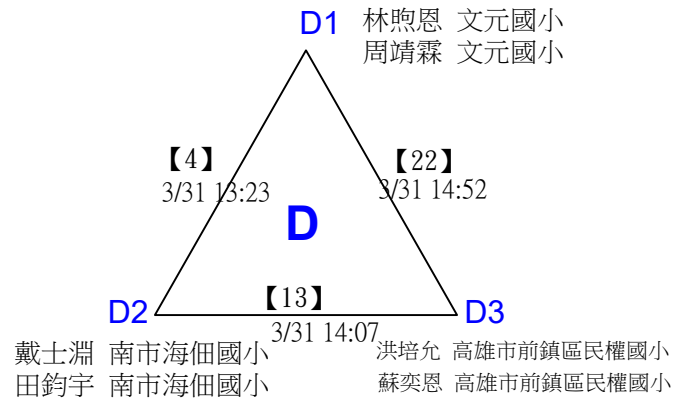 D1 林煦恩 文元國小
周靖霖 文元國小
【4】
3/31 13:23
【22】
3/31 14:52
D
【13】
3/31 14:07
D2
D3
戴士淵 南市海佃國小
田鈞宇 南市海佃國小
洪培允 高雄市前鎮區民權國小
蘇奕恩 高雄市前鎮區民權國小